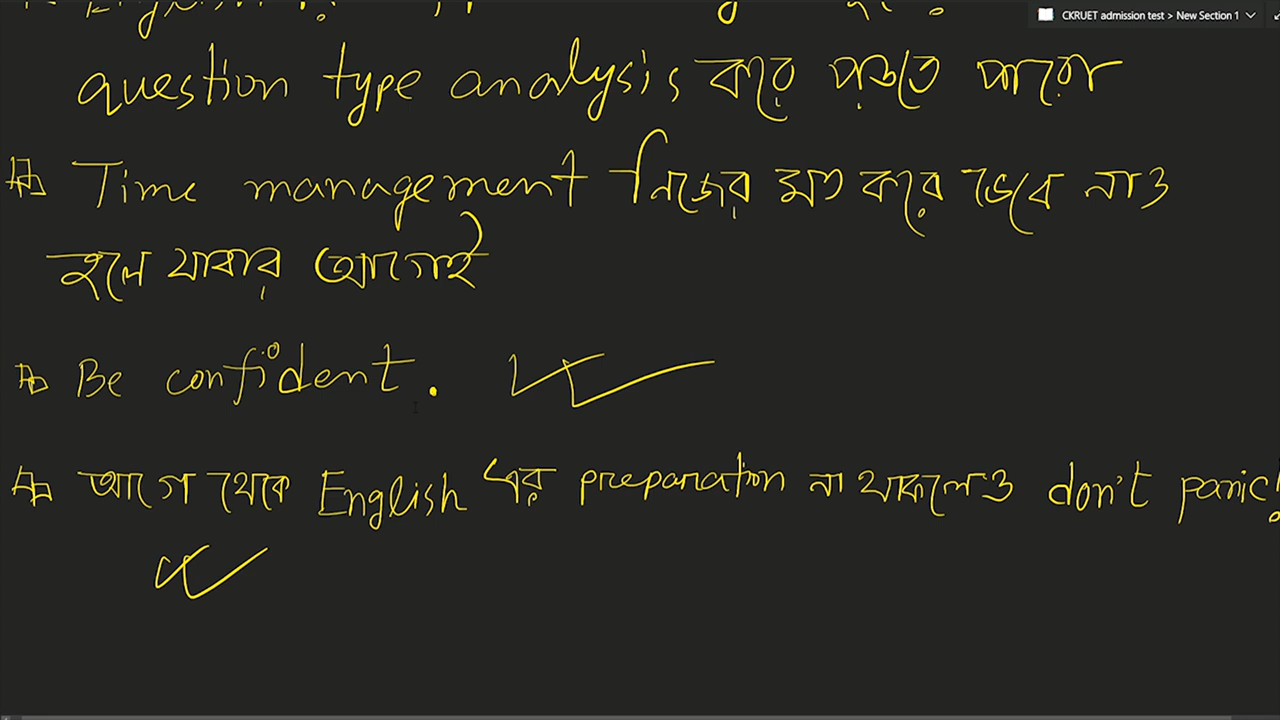 CKRUET admission test > New Section 1
English
question type analysis করে পড়তে পারো
Time management নিজের মত করে ভেবে নাও
হলে যাবার আগেই
Be confident.
আগে থেকে English এর preparation না থাকলেও don't panic!